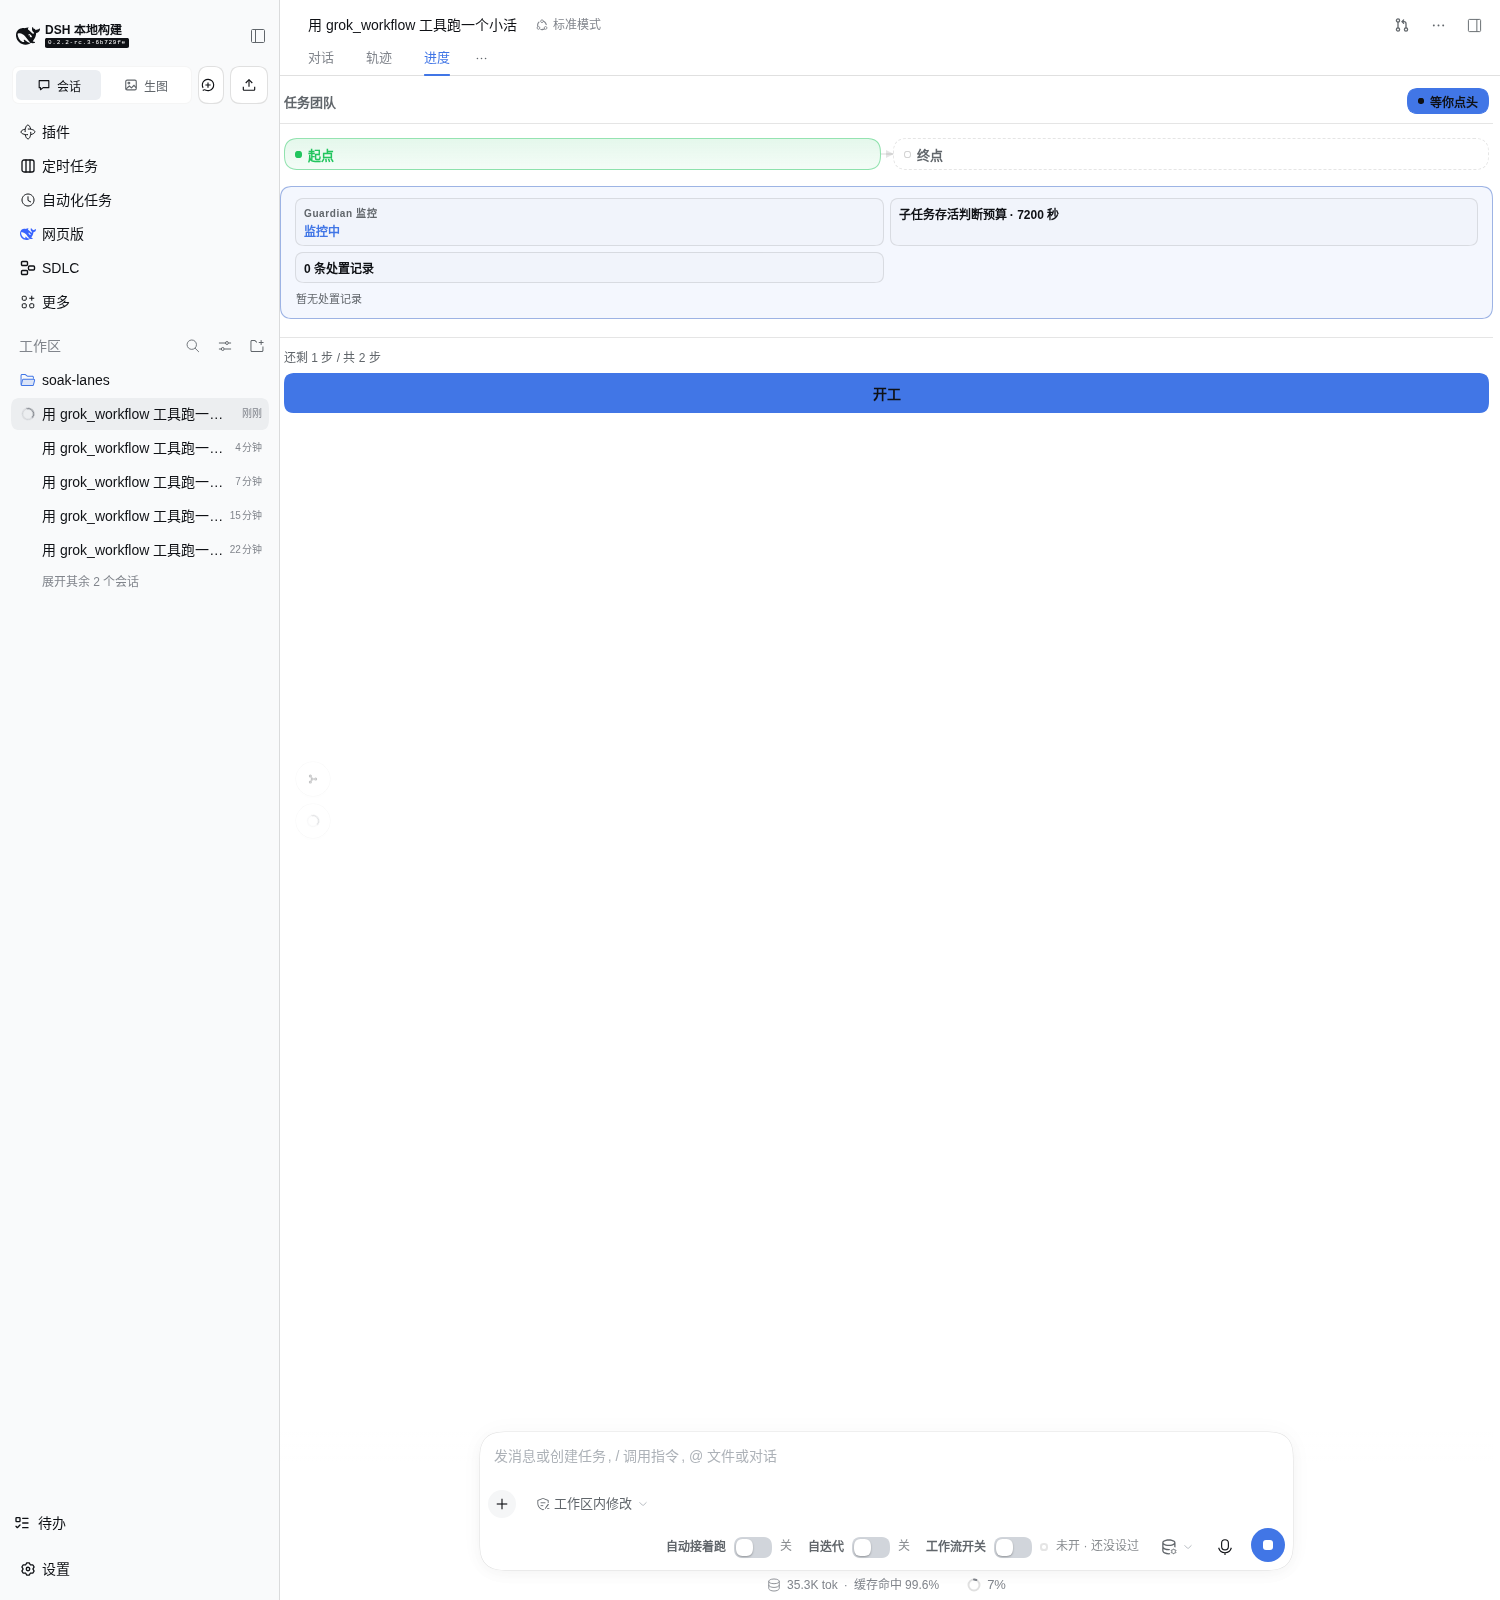 DSH 本地构建
0.2.2-rc.3-6b729fe
会话
生图
插件
定时任务
自动化任务
网页版
SDLC
更多
工作区
soak-lanes
用 grok_workflow 工具跑一… 刚刚
用 grok_workflow 工具跑一… 4分钟
用 grok_workflow 工具跑一… 7分钟
用 grok_workflow 工具跑一… 15分钟
用 grok_workflow 工具跑一… 22分钟
展开其余 2 个会话
待办
设置
用 grok_workflow 工具跑一个小活 标准模式
对话 轨迹 进度 …
任务团队
等你点头
起点
终点
Guardian 监控
监控中
子任务存活判断预算 · 7200 秒
0 条处置记录
暂无处置记录
还剩 1 步 / 共 2 步
开工
发消息或创建任务, / 调用指令, @ 文件或对话
工作区内修改
自动接着跑 关 自迭代 关 工作流开关 未开 · 还没设过
35.3K tok · 缓存命中 99.6% 7%